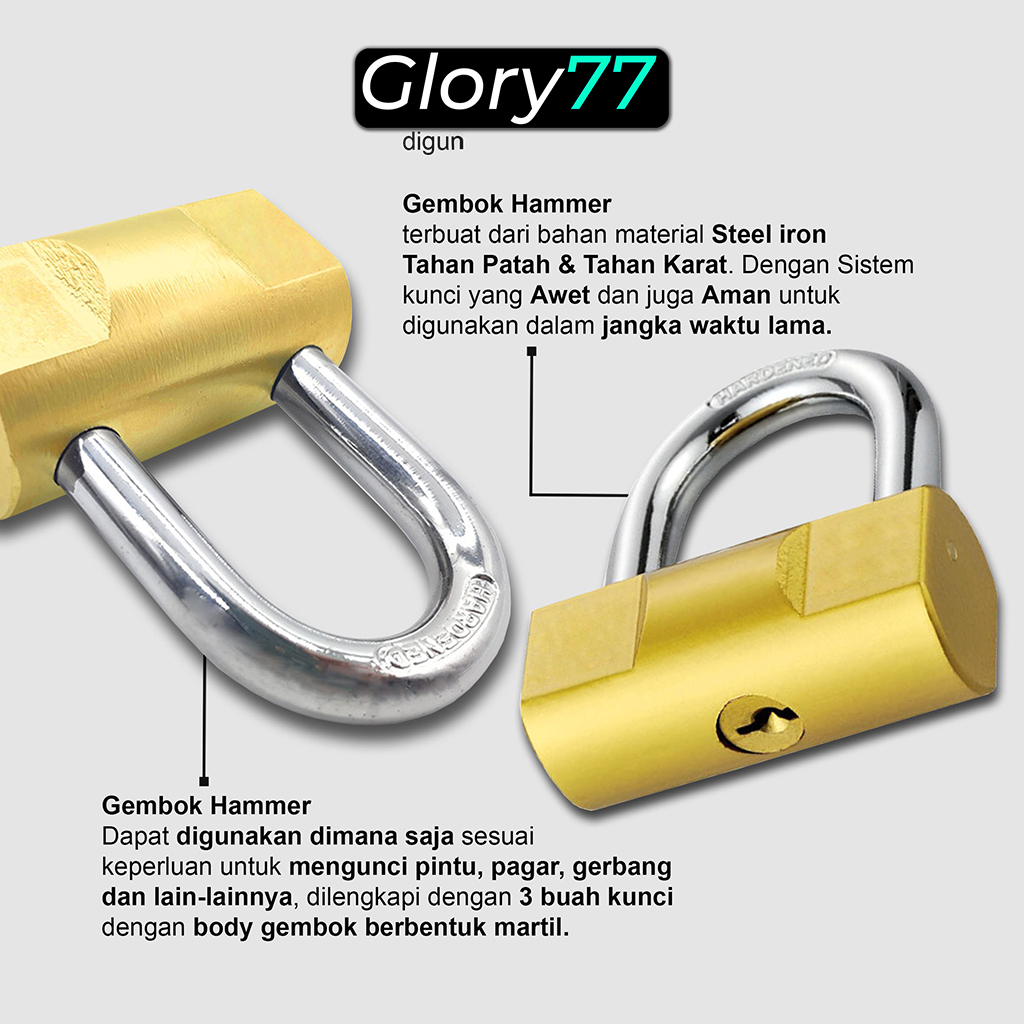 Glory77
digun
Gembok Hammer
terbuat dari bahan material Steel iron
Tahan Patah & Tahan Karat. Dengan Sistem
kunci yang Awet dan juga Aman untuk
digunakan dalam jangka waktu lama.
HARDENED
HARDENED
Gembok Hammer
Dapat digunakan dimana saja sesuai
keperluan untuk mengunci pintu, pagar, gerbang
dan lain-lainnya, dilengkapi dengan 3 buah kunci
dengan body gembok berbentuk martil.